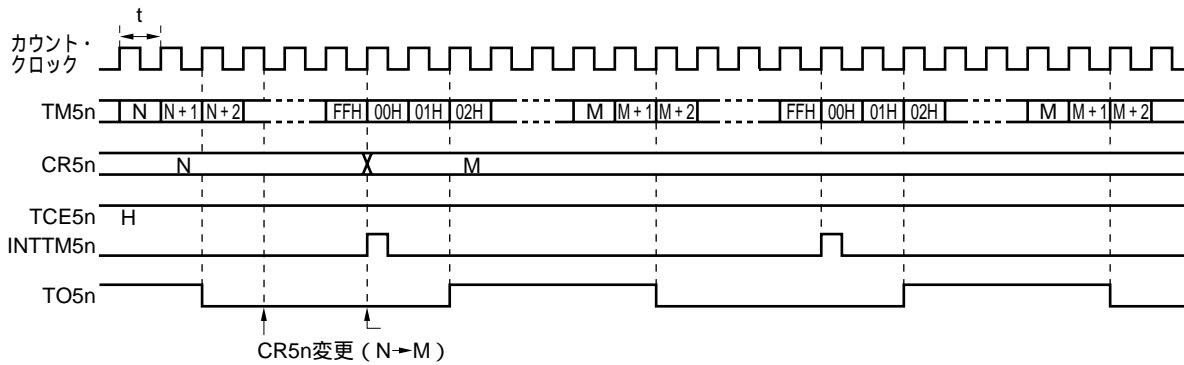 t
カウント・
クロック
TM5n N N+1 N+2 FFH 00H 01H 02H M M+1 M+2 FFH 00H 01H 02H M M+1 M+2
CR5n N M
TCE5n H
INTTM5n
TO5n
CR5n変更(N→M)